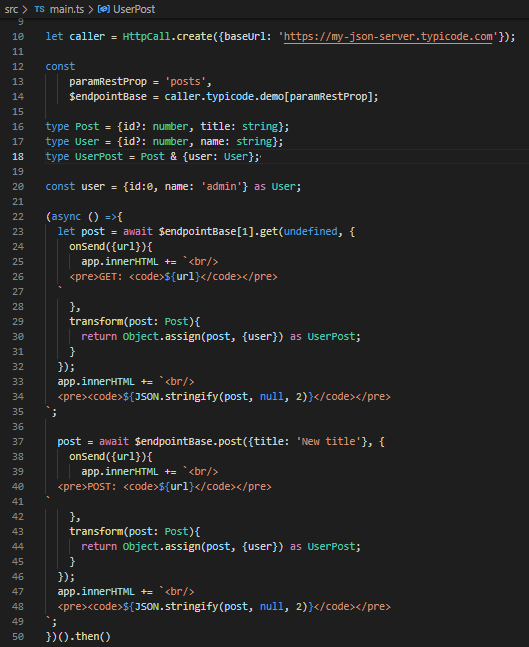 src > TS main.ts > UserPost
9
10 let caller = HttpCall.create({baseUrl: 'https://my-json-server.typicode.com'});
11
12 const
13     paramRestProp = 'posts',
14     $endpointBase = caller.typicode.demo[paramRestProp];
15
16 type Post = {id?: number, title: string};
17 type User = {id?: number, name: string};
18 type UserPost = Post & {user: User};
19
20 const user = {id:0, name: 'admin'} as User;
21
22 (async () =>{
23   let post = await $endpointBase[1].get(undefined, {
24     onSend({url}){
25       app.innerHTML += `<br/>
26     <pre>GET: <code>${url}</code></pre>
27   `
28     },
29     transform(post: Post){
30       return Object.assign(post, {user}) as UserPost;
31     }
32   });
33   app.innerHTML += `<br/>
34   <pre><code>${JSON.stringify(post, null, 2)}</code></pre>
35 `;
36
37   post = await $endpointBase.post({title: 'New title'}, {
38     onSend({url}){
39       app.innerHTML += `<br/>
40   <pre>POST: <code>${url}</code></pre>
41 `
42     },
43     transform(post: Post){
44       return Object.assign(post, {user}) as UserPost;
45     }
46   });
47   app.innerHTML += `<br/>
48   <pre><code>${JSON.stringify(post, null, 2)}</code></pre>
49 `;
50 })().then()